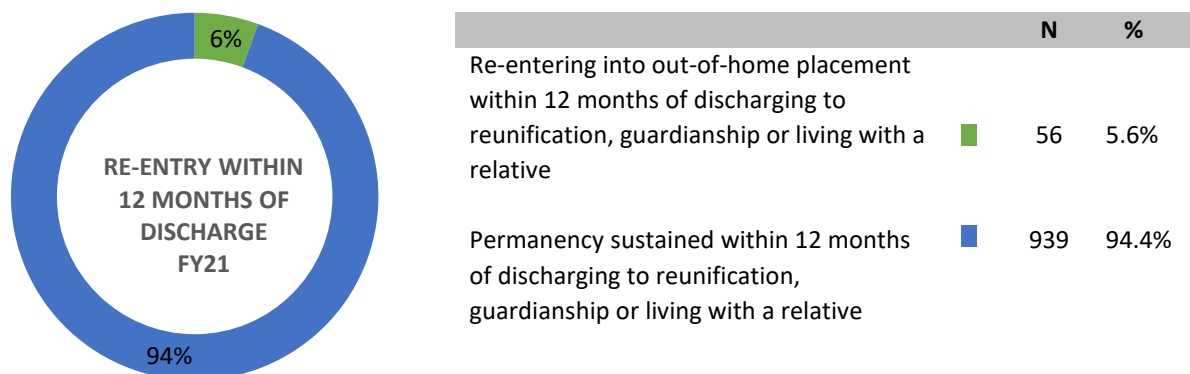 6%
RE-ENTRY WITHIN
12 MONTHS OF
DISCHARGE
FY21
94%
N %
Re-entering into out-of-home placement
within 12 months of discharging to
reunification, guardianship or living with a 56 5.6%
relative
Permanency sustained within 12 months 939 94.4%
of discharging to reunification,
guardianship or living with a relative